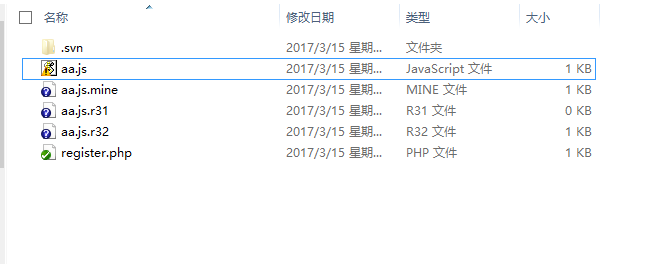 名称 修改日期 类型 大小
.svn 2017/3/15 星期... 文件夹
aa.js 2017/3/15 星期... JavaScript 文件 1 KB
aa.js.mine 2017/3/15 星期... MINE 文件 1 KB
aa.js.r31 2017/3/15 星期... R31 文件 0 KB
aa.js.r32 2017/3/15 星期... R32 文件 1 KB
register.php 2017/3/15 星期... PHP 文件 1 KB